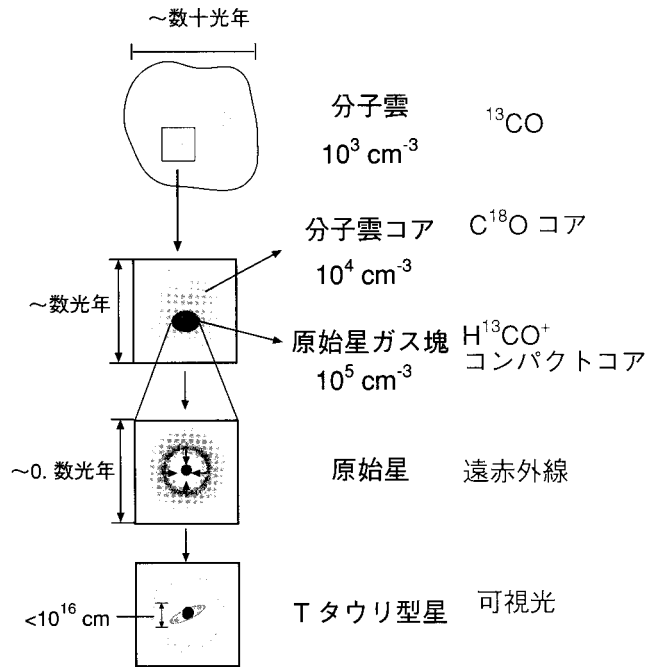 〜数十光年
分子雲
10³ cm⁻³
¹³CO
分子雲コア
10⁴ cm⁻³
C¹⁸O コア
〜数光年
原始星ガス塊
10⁵ cm⁻³
H¹³CO⁺
コンパクトコア
〜0. 数光年
原始星
遠赤外線
<10¹⁶ cm
T タウリ型星
可視光